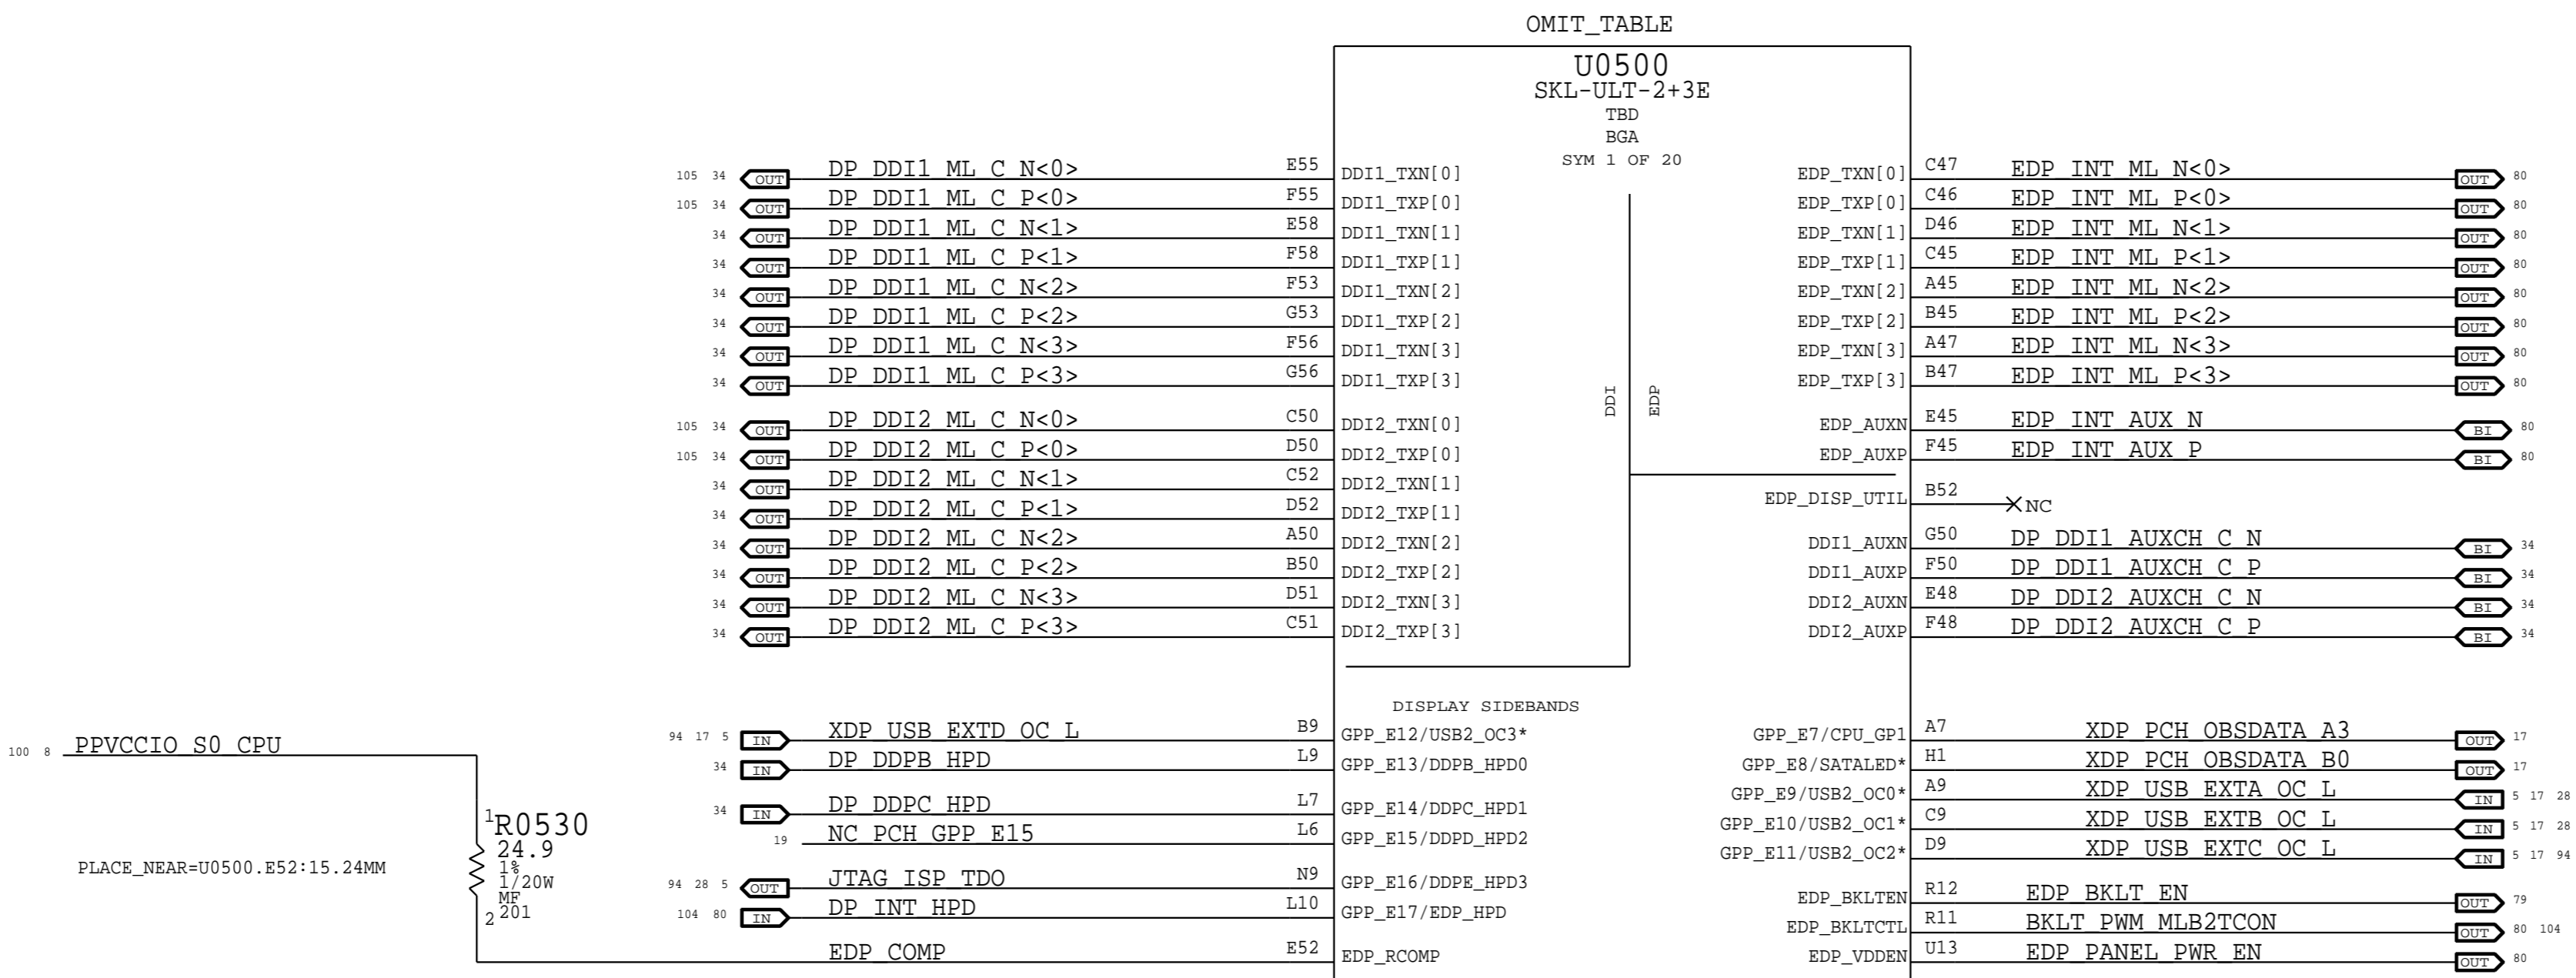 OMIT_TABLE
U0500
SKL-ULT-2+3E
TBD
BGA
SYM 1 OF 20
105 34 OUT DP_DDI1_ML_C_N<0> E55 DDI1_TXN[0]
105 34 OUT DP_DDI1_ML_C_P<0> F55 DDI1_TXP[0]
34 OUT DP_DDI1_ML_C_N<1> E58 DDI1_TXN[1]
34 OUT DP_DDI1_ML_C_P<1> F58 DDI1_TXP[1]
34 OUT DP_DDI1_ML_C_N<2> F53 DDI1_TXN[2]
34 OUT DP_DDI1_ML_C_P<2> G53 DDI1_TXP[2]
34 OUT DP_DDI1_ML_C_N<3> F56 DDI1_TXN[3]
34 OUT DP_DDI1_ML_C_P<3> G56 DDI1_TXP[3]
105 34 OUT DP_DDI2_ML_C_N<0> C50 DDI2_TXN[0]
105 34 OUT DP_DDI2_ML_C_P<0> D50 DDI2_TXP[0]
34 OUT DP_DDI2_ML_C_N<1> C52 DDI2_TXN[1]
34 OUT DP_DDI2_ML_C_P<1> D52 DDI2_TXP[1]
34 OUT DP_DDI2_ML_C_N<2> A50 DDI2_TXN[2]
34 OUT DP_DDI2_ML_C_P<2> B50 DDI2_TXP[2]
34 OUT DP_DDI2_ML_C_N<3> D51 DDI2_TXN[3]
34 OUT DP_DDI2_ML_C_P<3> C51 DDI2_TXP[3]
DDI
EDP
EDP_TXN[0] C47 EDP_INT_ML_N<0> OUT 80
EDP_TXP[0] C46 EDP_INT_ML_P<0> OUT 80
EDP_TXN[1] D46 EDP_INT_ML_N<1> OUT 80
EDP_TXP[1] C45 EDP_INT_ML_P<1> OUT 80
EDP_TXN[2] A45 EDP_INT_ML_N<2> OUT 80
EDP_TXP[2] B45 EDP_INT_ML_P<2> OUT 80
EDP_TXN[3] A47 EDP_INT_ML_N<3> OUT 80
EDP_TXP[3] B47 EDP_INT_ML_P<3> OUT 80
EDP_AUXN E45 EDP_INT_AUX_N BI 80
EDP_AUXP F45 EDP_INT_AUX_P BI 80
EDP_DISP_UTIL B52 NC
DDI1_AUXN G50 DP_DDI1_AUXCH_C_N BI 34
DDI1_AUXP F50 DP_DDI1_AUXCH_C_P BI 34
DDI2_AUXN E48 DP_DDI2_AUXCH_C_N BI 34
DDI2_AUXP F48 DP_DDI2_AUXCH_C_P BI 34
DISPLAY SIDEBANDS
94 17 5 IN XDP_USB_EXTD_OC_L B9 GPP_E12/USB2_OC3*
34 IN DP_DDPB_HPD L9 GPP_E13/DDPB_HPD0
34 IN DP_DDPC_HPD L7 GPP_E14/DDPC_HPD1
19 NC_PCH_GPP_E15 L6 GPP_E15/DDPD_HPD2
94 28 5 OUT JTAG_ISP_TDO N9 GPP_E16/DDPE_HPD3
104 80 IN DP_INT_HPD L10 GPP_E17/EDP_HPD
EDP_COMP E52 EDP_RCOMP
100 8 PPVCCIO_S0_CPU
1
R0530
24.9
1%
1/20W
MF
201
2
PLACE_NEAR=U0500.E52:15.24MM
GPP_E7/CPU_GP1 A7 XDP_PCH_OBSDATA_A3 OUT 17
GPP_E8/SATALED* H1 XDP_PCH_OBSDATA_B0 OUT 17
GPP_E9/USB2_OC0* A9 XDP_USB_EXTA_OC_L IN 5 17 28
GPP_E10/USB2_OC1* C9 XDP_USB_EXTB_OC_L IN 5 17 28
GPP_E11/USB2_OC2* D9 XDP_USB_EXTC_OC_L IN 5 17 94
EDP_BKLTEN R12 EDP_BKLT_EN OUT 79
EDP_BKLTCTL R11 BKLT_PWM_MLB2TCON OUT 80 104
EDP_VDDEN U13 EDP_PANEL_PWR_EN OUT 80